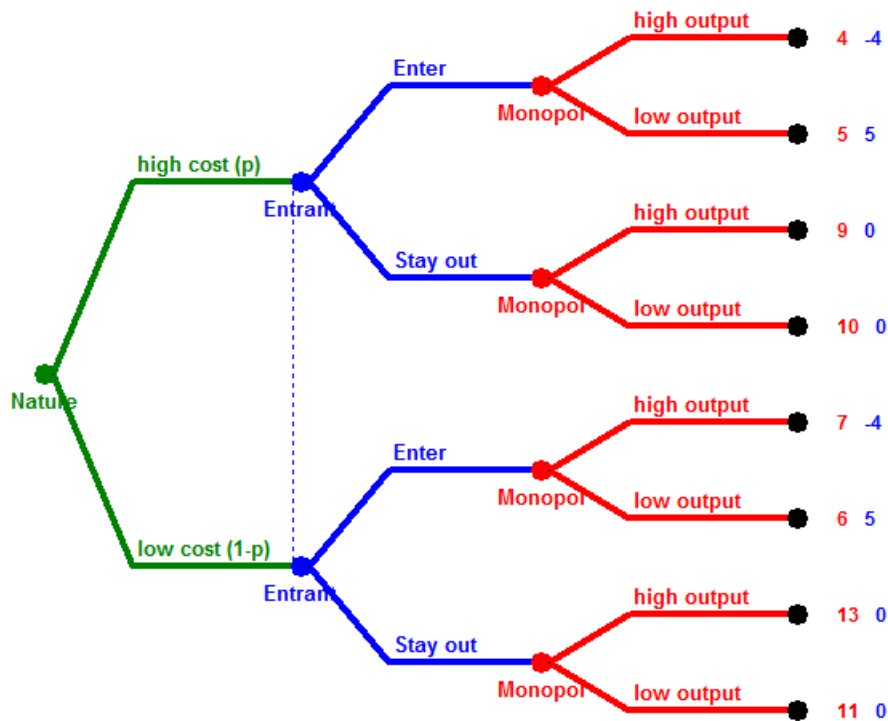 high output
4 -4
Enter
Monopol
low output
5 5
high cost (p)
Entrant
high output
9 0
Stay out
Monopol
low output
10 0
Nature
high output
7 -4
Enter
Monopol
low output
6 5
low cost (1-p)
Entrant
high output
13 0
Stay out
Monopol
low output
11 0